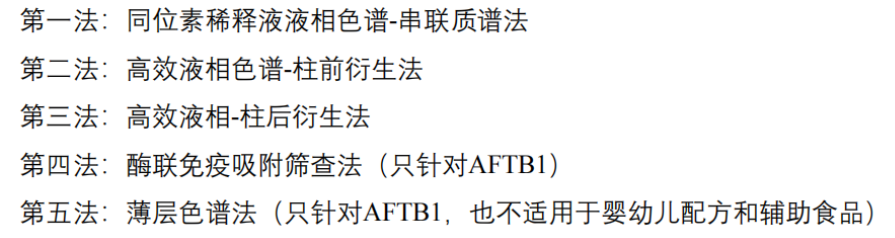 第一法：同位素稀释液液相色谱-串联质谱法
第二法：高效液相色谱-柱前衍生法
第三法：高效液相-柱后衍生法
第四法：酶联免疫吸附筛查法（只针对AFTB1）
第五法：薄层色谱法（只针对AFTB1，也不适用于婴幼儿配方和辅助食品）